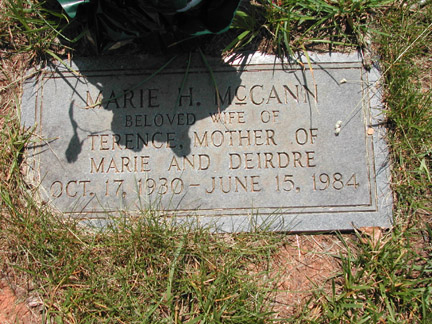 MARIE H. McCANN
BELOVED WIFE OF
TERENCE, MOTHER OF
MARIE AND DEIRDRE
OCT. 17, 1930 - JUNE 15, 1984